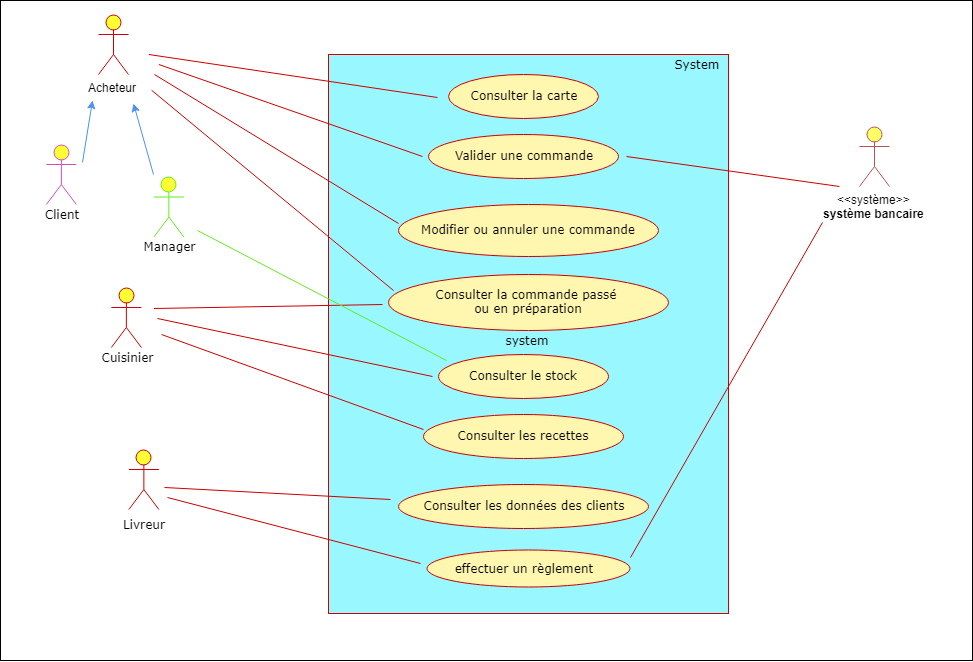 System
Acheteur
Consulter la carte
Valider une commande
Client
<<système>>
système bancaire
Manager
Modifier ou annuler une commande
Consulter la commande passé
ou en préparation
system
Cuisinier
Consulter le stock
Consulter les recettes
Consulter les données des clients
Livreur
effectuer un règlement